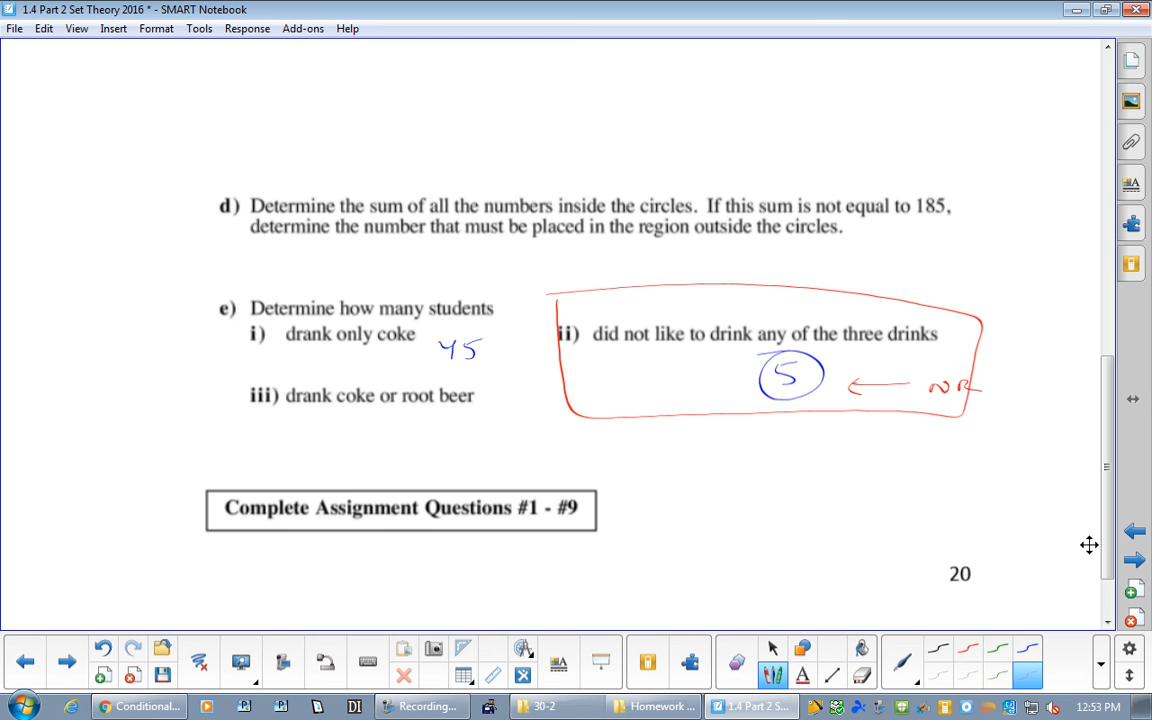 1.4 Part 2 Set Theory 2016 * - SMART Notebook
File Edit View Insert Format Tools Response Add-ons Help
d) Determine the sum of all the numbers inside the circles. If this sum is not equal to 185,
determine the number that must be placed in the region outside the circles.
e) Determine how many students
i) drank only coke
45
ii) did not like to drink any of the three drinks
5
NR
iii) drank coke or root beer
Complete Assignment Questions #1 - #9
20
Conditional...
DI
Recording...
30-2
Homework ...
1.4 Part 2 S...
12:53 PM